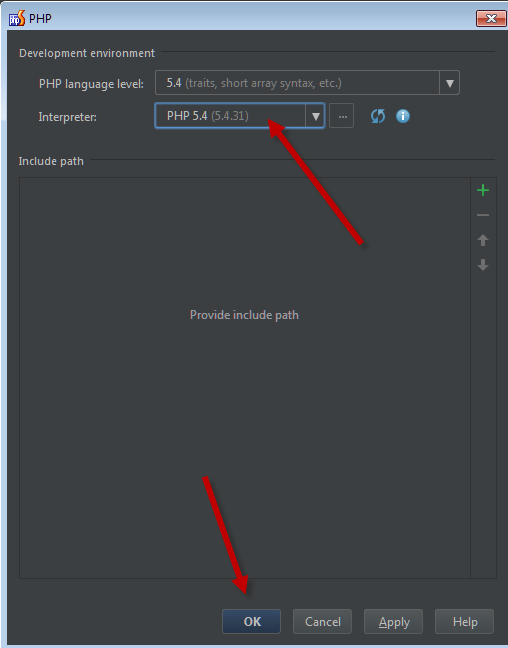 PHP
Development environment
PHP language level: 5.4 (traits, short array syntax, etc.)
Interpreter: PHP 5.4 (5.4.31) ...
Include path
Provide include path
OK Cancel Apply Help